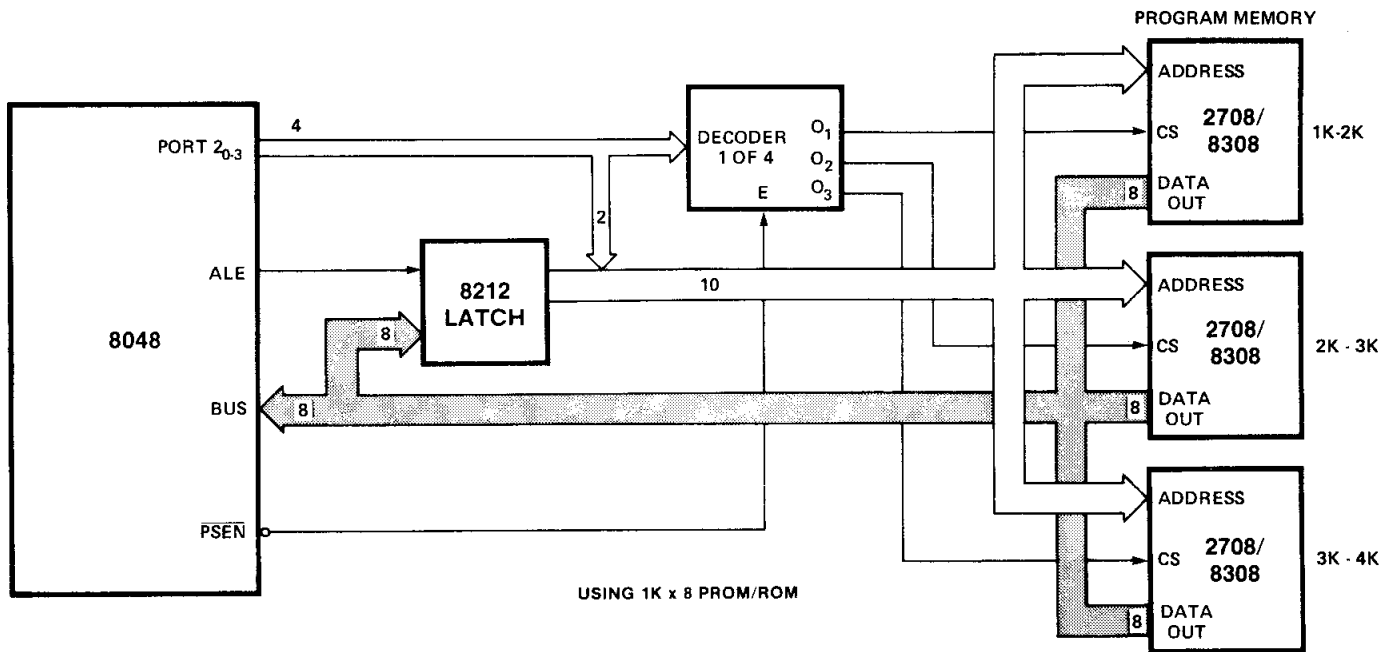 PROGRAM MEMORY
8048
PORT 2₀₋₃
ALE
BUS
PSEN
4
2
8
8
10
8212
LATCH
DECODER
1 OF 4
E
O₁
O₂
O₃
ADDRESS
2708/
8308
CS
DATA
OUT
8
1K-2K
ADDRESS
2708/
8308
CS
DATA
OUT
8
2K - 3K
ADDRESS
2708/
8308
CS
DATA
OUT
8
3K - 4K
USING 1K x 8 PROM/ROM